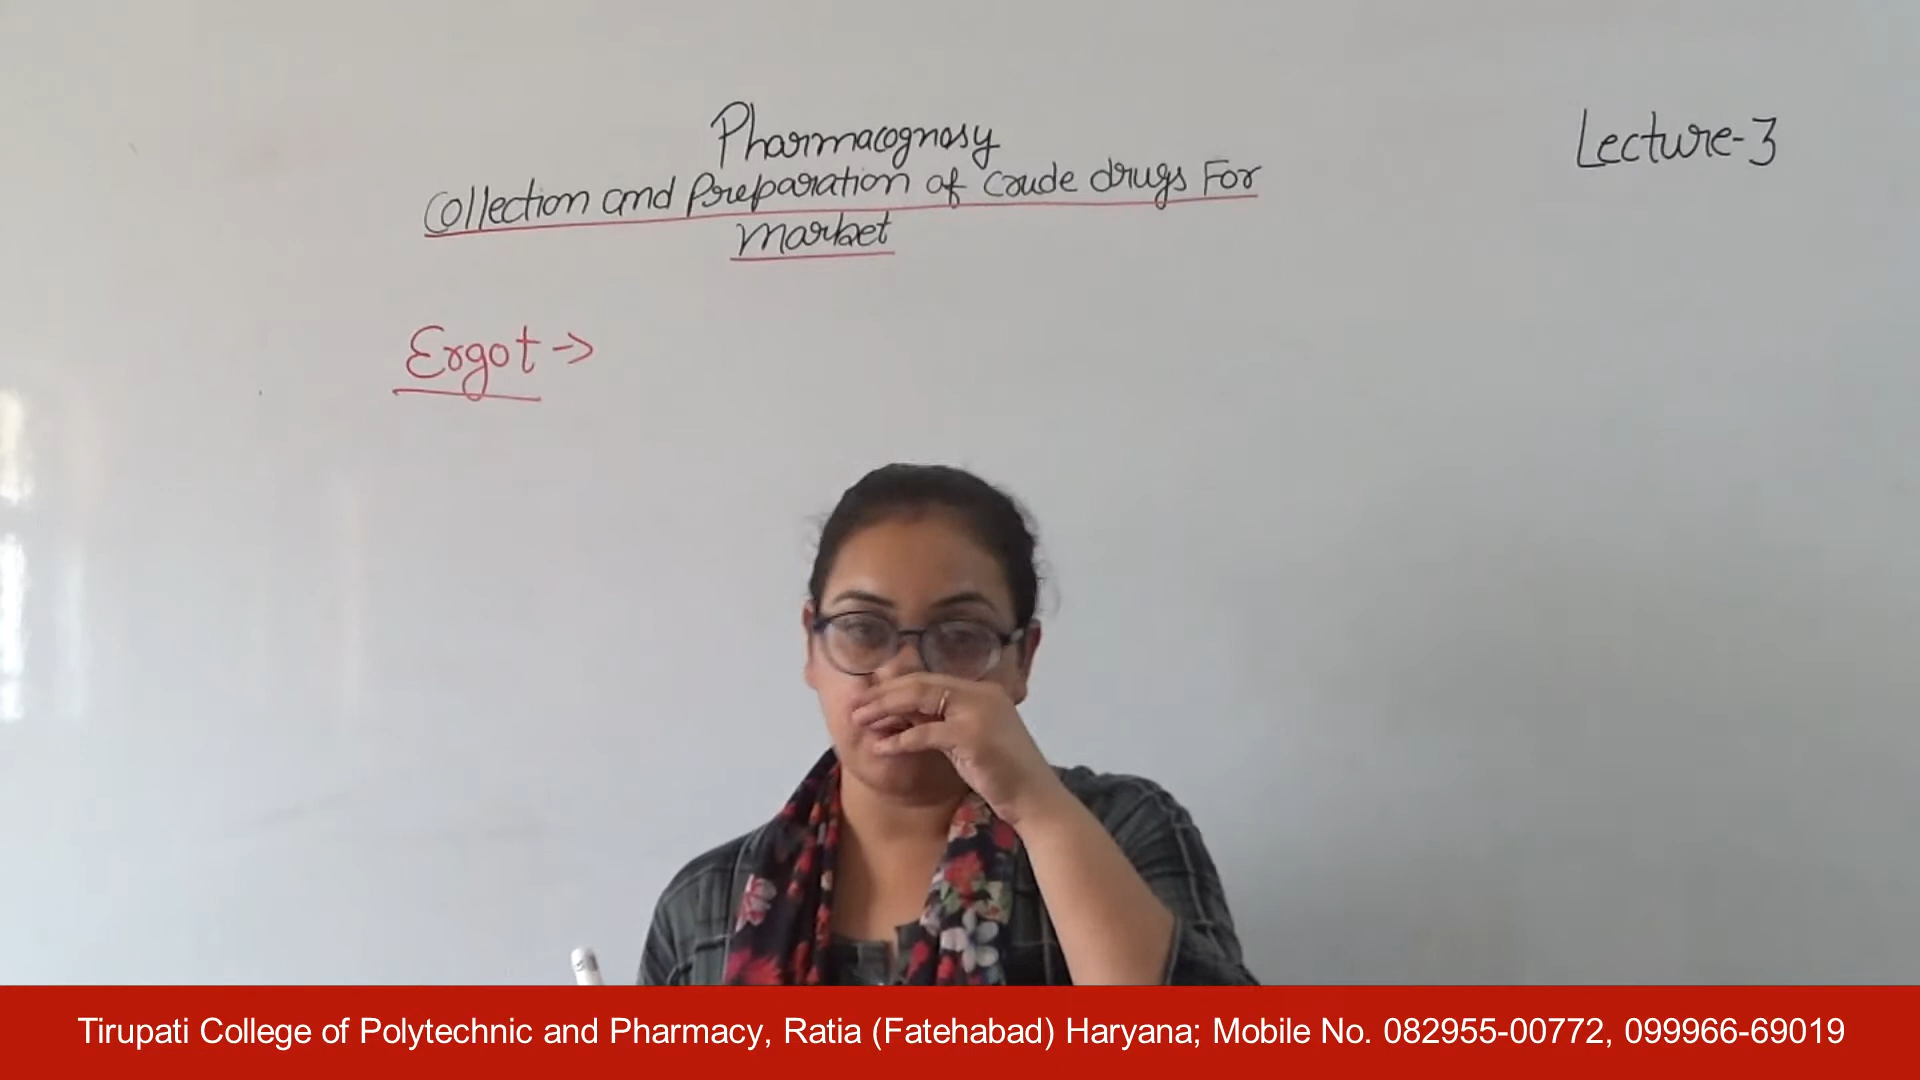 Pharmacognosy
Lecture-3
Collection and Preparation of Crude drugs For
market
Ergot →
Tirupati College of Polytechnic and Pharmacy, Ratia (Fatehabad) Haryana; Mobile No. 082955-00772, 099966-69019